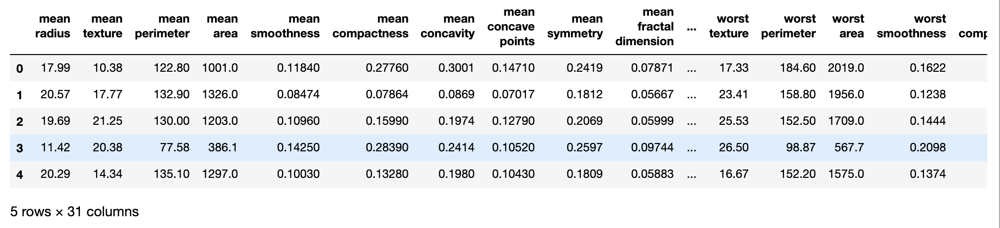 mean radius mean texture mean perimeter mean area mean smoothness mean compactness mean concavity mean concave points mean symmetry mean fractal dimension ... worst texture worst perimeter worst area worst smoothness comp
0 17.99 10.38 122.80 1001.0 0.11840 0.27760 0.3001 0.14710 0.2419 0.07871 ... 17.33 184.60 2019.0 0.1622
1 20.57 17.77 132.90 1326.0 0.08474 0.07864 0.0869 0.07017 0.1812 0.05667 ... 23.41 158.80 1956.0 0.1238
2 19.69 21.25 130.00 1203.0 0.10960 0.15990 0.1974 0.12790 0.2069 0.05999 ... 25.53 152.50 1709.0 0.1444
3 11.42 20.38 77.58 386.1 0.14250 0.28390 0.2414 0.10520 0.2597 0.09744 ... 26.50 98.87 567.7 0.2098
4 20.29 14.34 135.10 1297.0 0.10030 0.13280 0.1980 0.10430 0.1809 0.05883 ... 16.67 152.20 1575.0 0.1374
5 rows × 31 columns